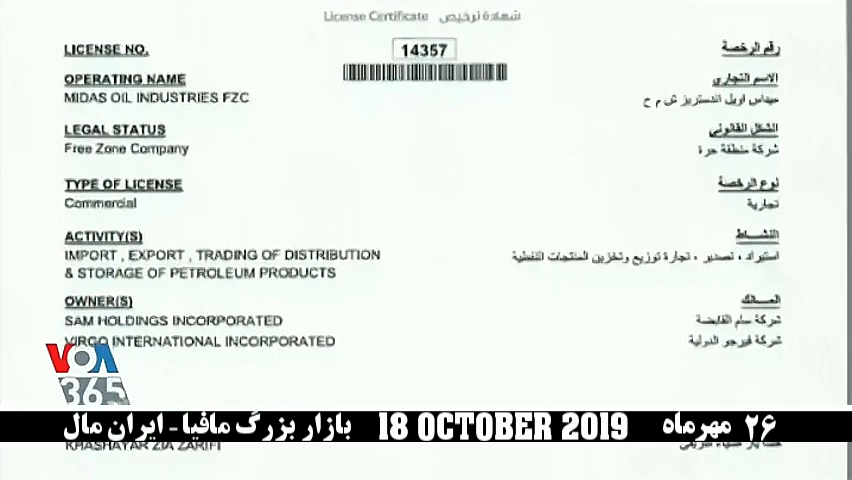 License Certificate شهادة ترخيص
LICENSE NO. 14357 رقم الرخصة
OPERATING NAME الاسم التجاري
MIDAS OIL INDUSTRIES FZC ميداس اويل اندستريز ش م ح
LEGAL STATUS الشكل القانوني
Free Zone Company شركة منطقة حرة
TYPE OF LICENSE نوع الرخصة
Commercial تجارية
ACTIVITY(S) النشاط
IMPORT , EXPORT , TRADING OF DISTRIBUTION استيراد ، تصدير ، تجارة توزيع وتخزين المنتجات النفطية
& STORAGE OF PETROLEUM PRODUCTS
OWNER(S) المالك
SAM HOLDINGS INCORPORATED شركة سام القابضة
VIRGO INTERNATIONAL INCORPORATED شركة فيرجو الدولية
VOA
365
۲۶ مهرماه 18 OCTOBER 2019 بازار بزرگ مافیا - ایران مال
KHASHAYAR ZIA ZARIFI